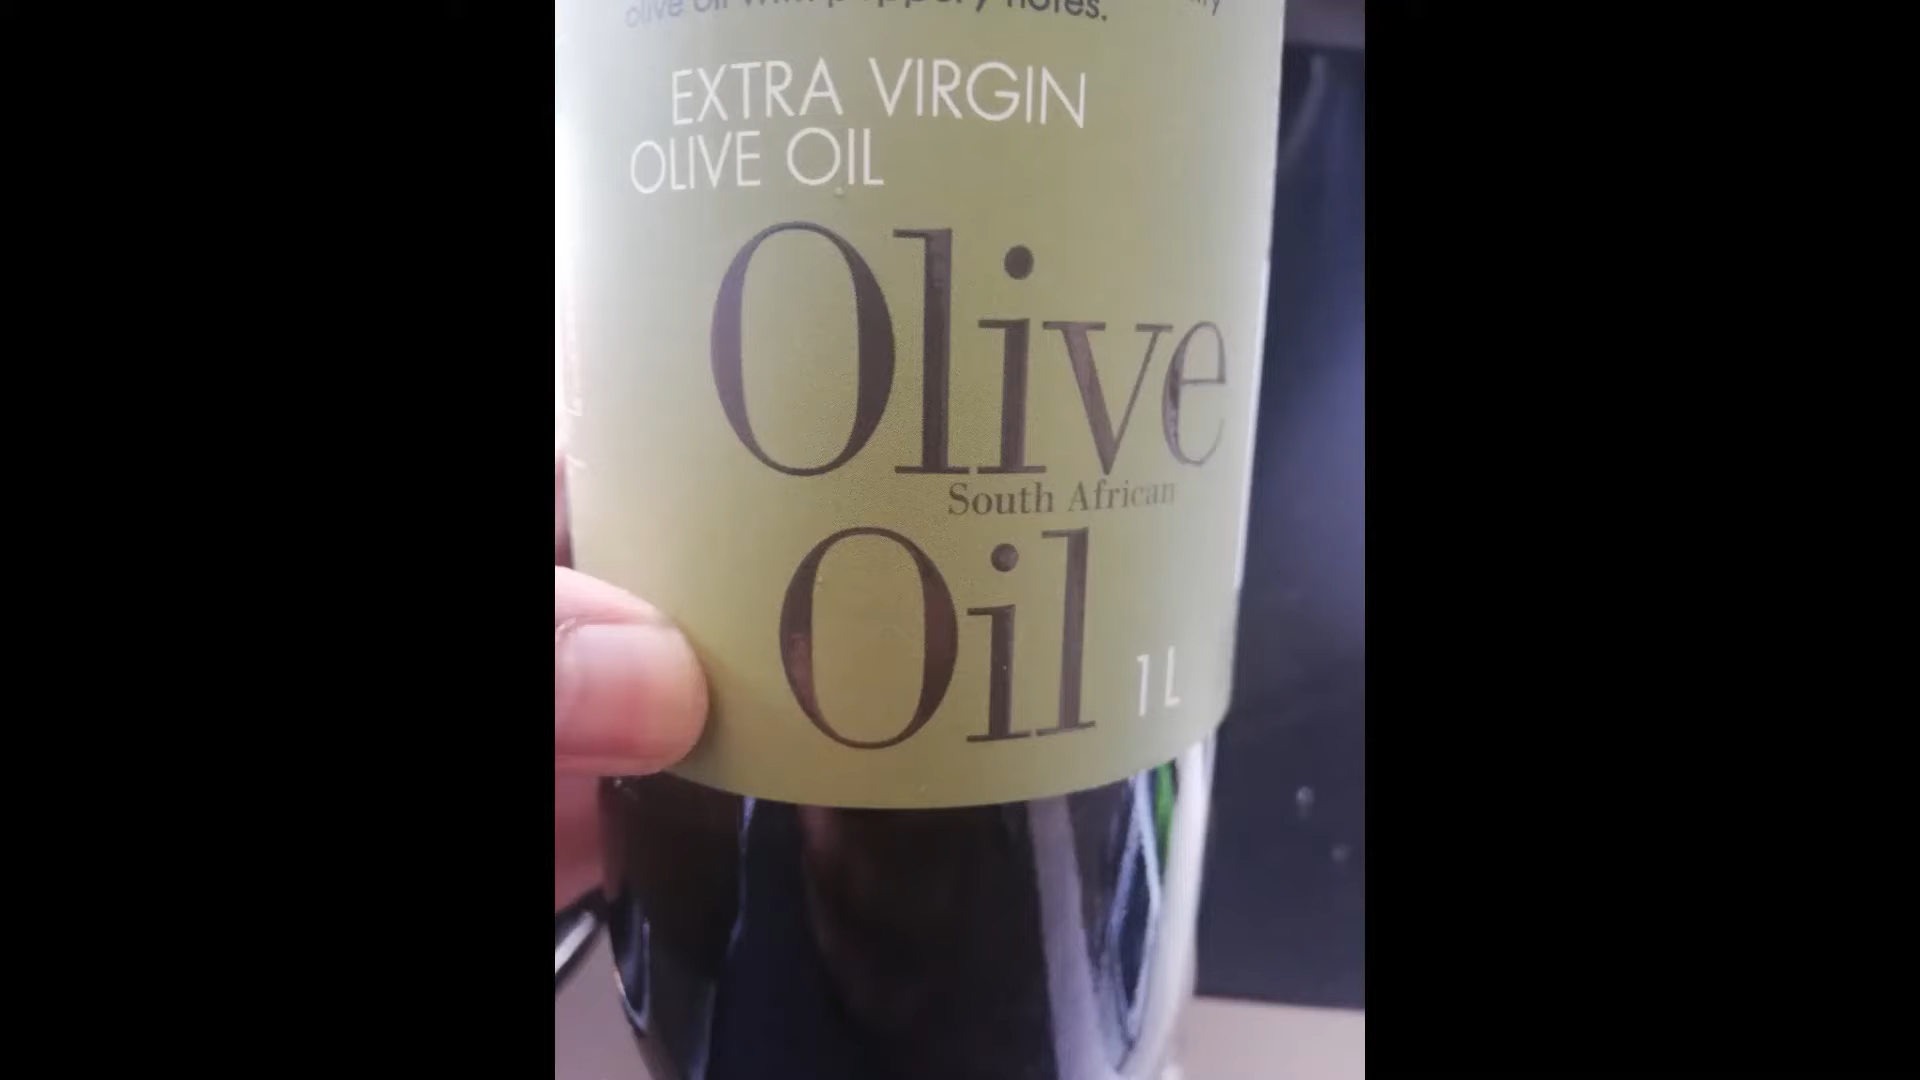 olive oil with peppery notes.
EXTRA VIRGIN
OLIVE OIL
Olive
South African
Oil
1 L